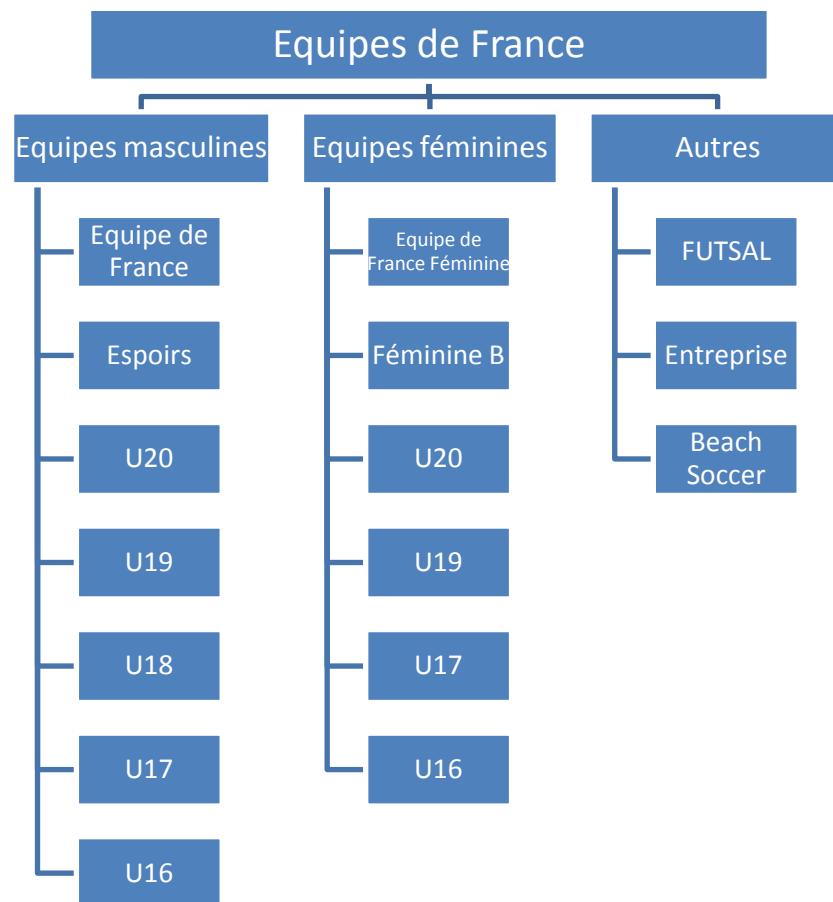 Equipes de France
Equipes masculines
Equipe de
France
Espoirs
U20
U19
U18
U17
U16
Equipes féminines
Equipe de
France Féminine
Féminine B
U20
U19
U17
U16
Autres
FUTSAL
Entreprise
Beach
Soccer